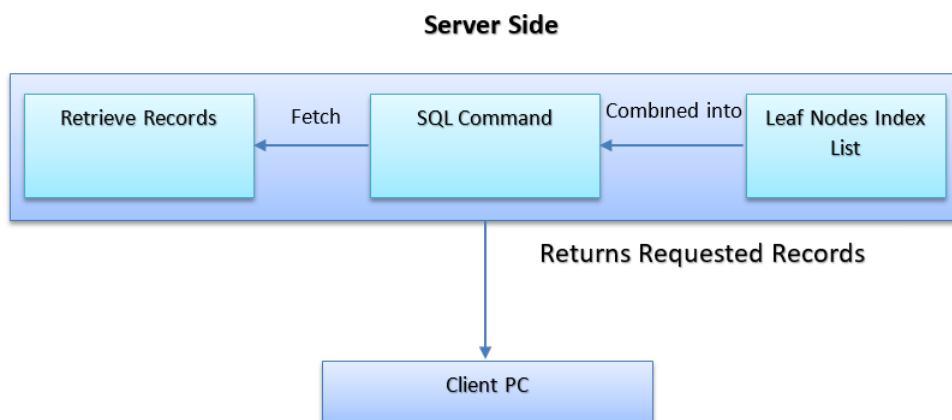 Server Side
Retrieve Records
Fetch
SQL Command
Combined into
Leaf Nodes Index
List
Returns Requested Records
Client PC